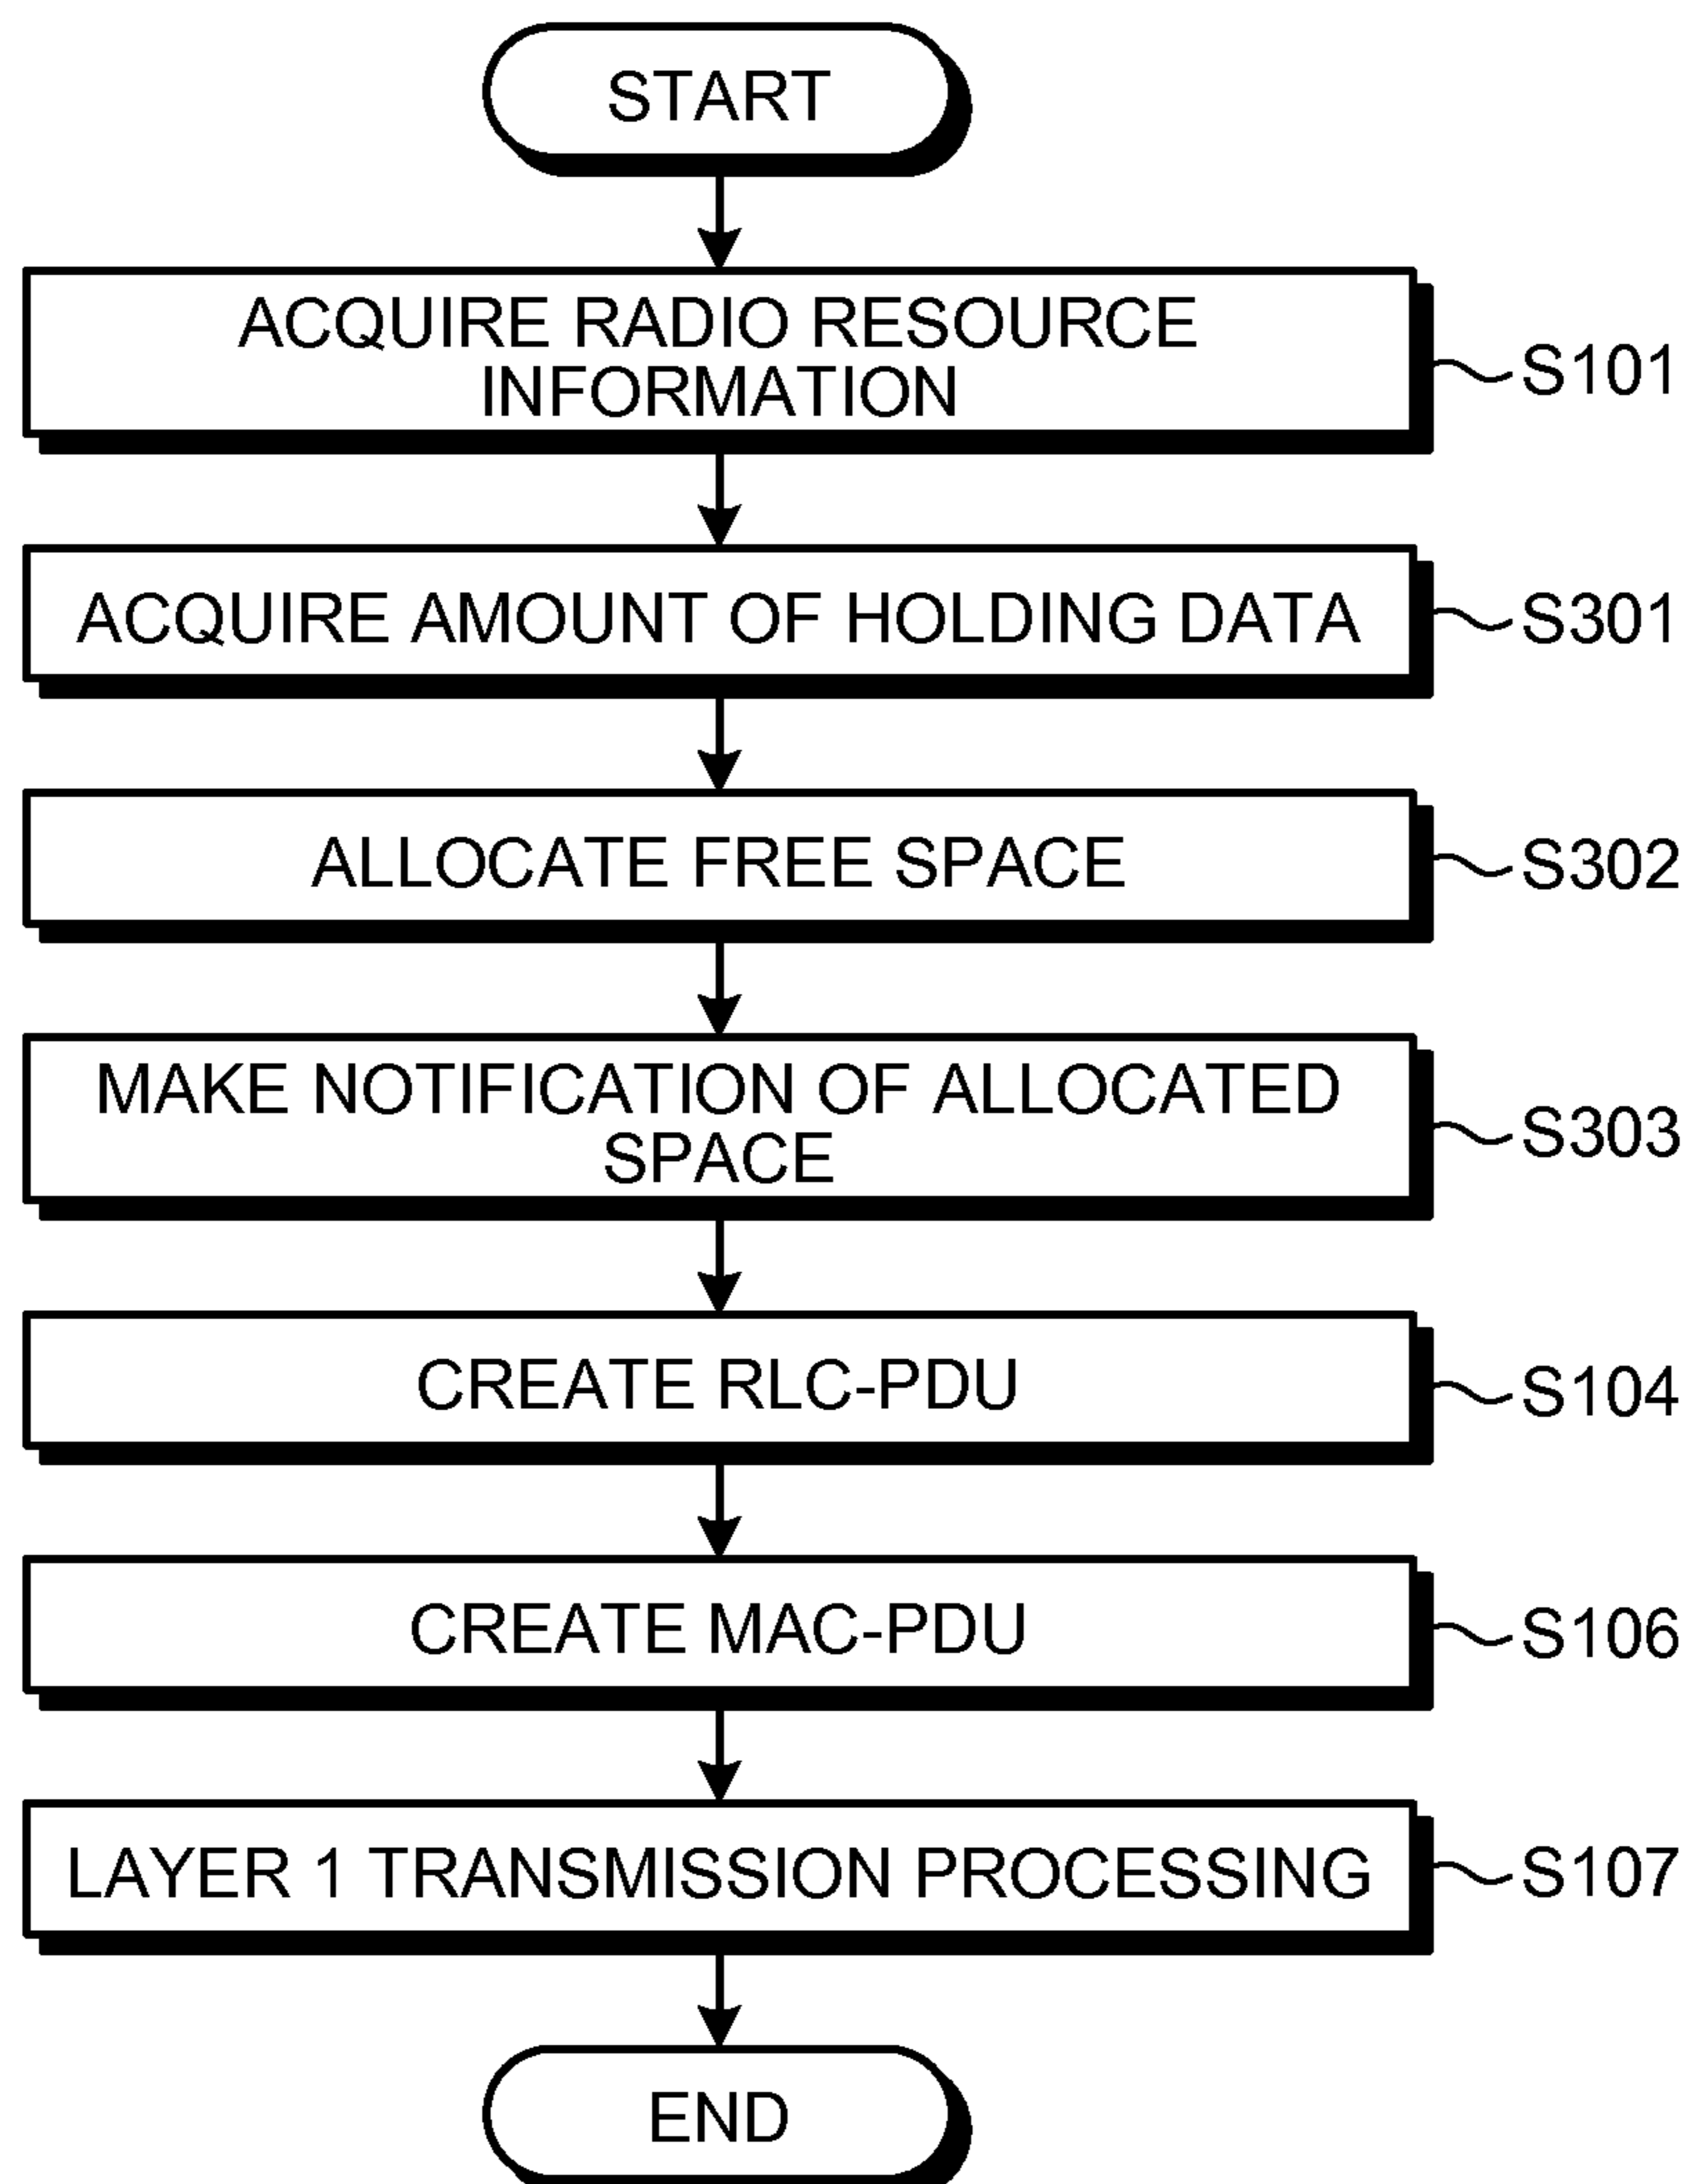 START
ACQUIRE RADIO RESOURCE
INFORMATION
S101
ACQUIRE AMOUNT OF HOLDING DATA
S301
ALLOCATE FREE SPACE
S302
MAKE NOTIFICATION OF ALLOCATED
SPACE
S303
CREATE RLC-PDU
S104
CREATE MAC-PDU
S106
LAYER 1 TRANSMISSION PROCESSING
S107
END